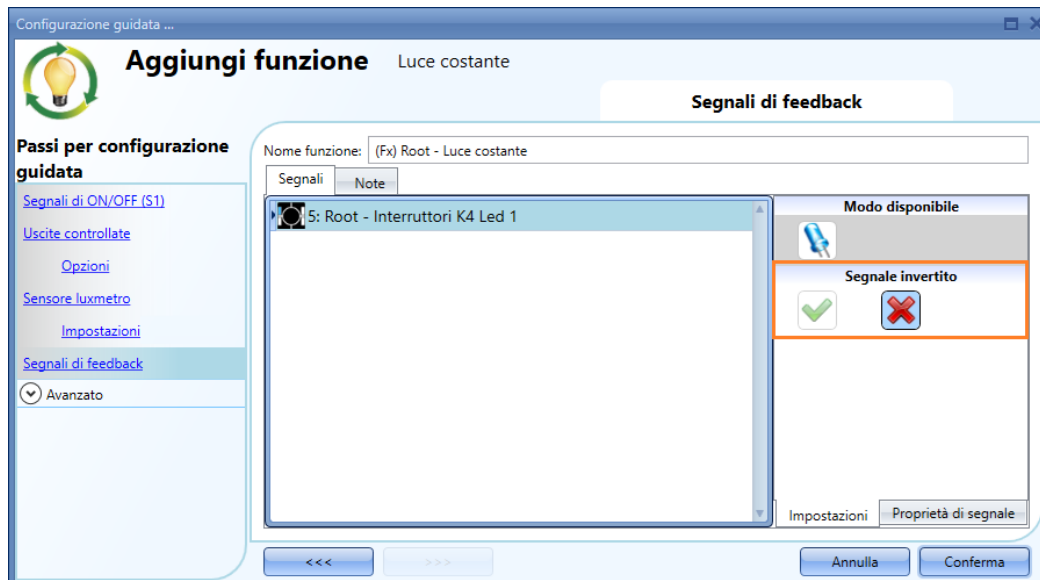 Configurazione guidata ...
Aggiungi funzione Luce costante
Segnali di feedback
Passi per configurazione
guidata
Segnali di ON/OFF (S1)
Uscite controllate
Opzioni
Sensore luxmetro
Impostazioni
Segnali di feedback
Avanzato
Nome funzione: (Fx) Root - Luce costante
Segnali Note
5: Root - Interruttori K4 Led 1
Modo disponibile
Segnale invertito
Impostazioni Proprietà di segnale
<<< >>> Annulla Conferma